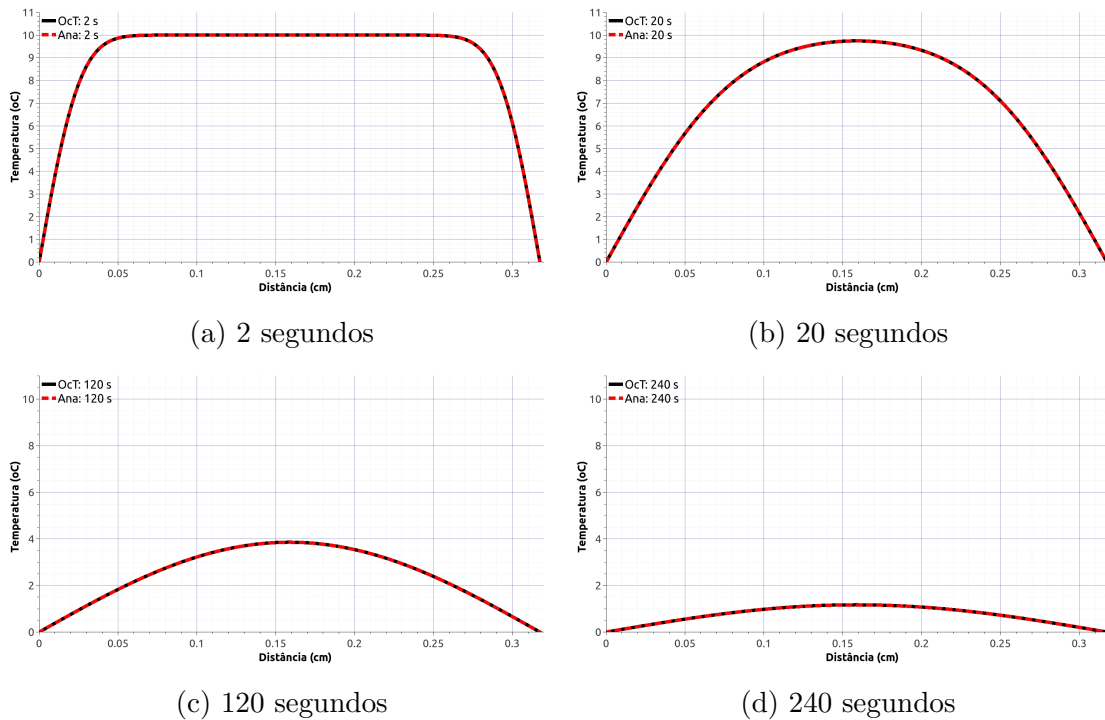 OcT: 2 s
Ana: 2 s
11
10
9
8
7
6
5
4
3
2
1
0
Temperatura (oC)
0 0.05 0.1 0.15 0.2 0.25 0.3
Distância (cm)
(a) 2 segundos
OcT: 20 s
Ana: 20 s
11
10
9
8
7
6
5
4
3
2
1
0
Temperatura (oC)
0 0.05 0.1 0.15 0.2 0.25 0.3
Distância (cm)
(b) 20 segundos
OcT: 120 s
Ana: 120 s
10
8
6
4
2
0
Temperatura (oC)
0 0.05 0.1 0.15 0.2 0.25 0.3
Distância (cm)
(c) 120 segundos
OcT: 240 s
Ana: 240 s
10
8
6
4
2
0
Temperatura (oC)
0 0.05 0.1 0.15 0.2 0.25 0.3
Distância (cm)
(d) 240 segundos